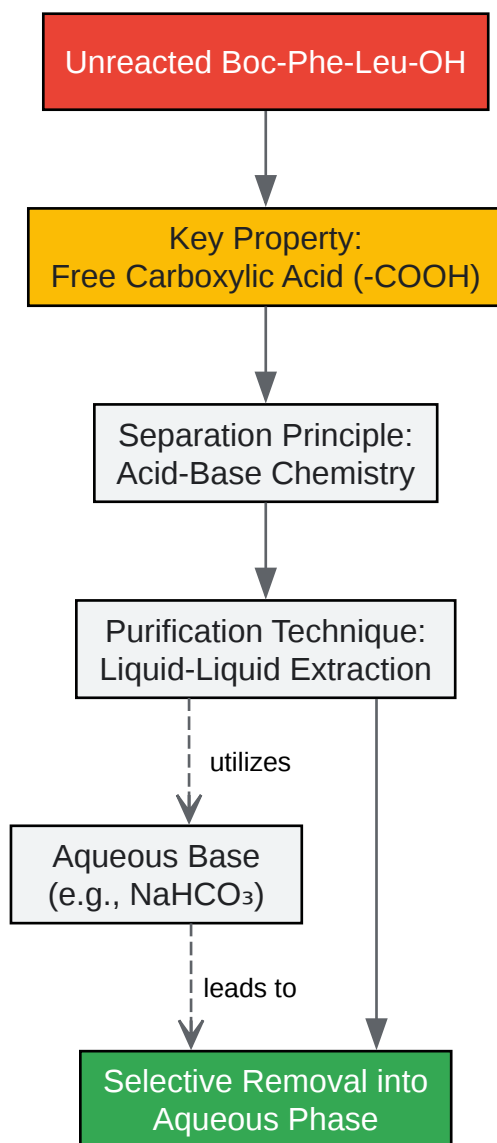 Unreacted Boc-Phe-Leu-OH
Key Property:
Free Carboxylic Acid (-COOH)
Separation Principle:
Acid-Base Chemistry
Purification Technique:
Liquid-Liquid Extraction
utilizes
Aqueous Base
(e.g., NaHCO₃)
leads to
Selective Removal into
Aqueous Phase